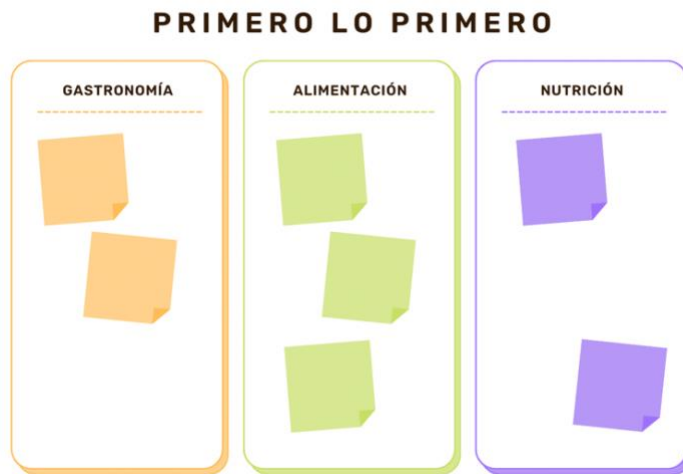 PRIMERO LO PRIMERO
GASTRONOMÍA
ALIMENTACIÓN
NUTRICIÓN